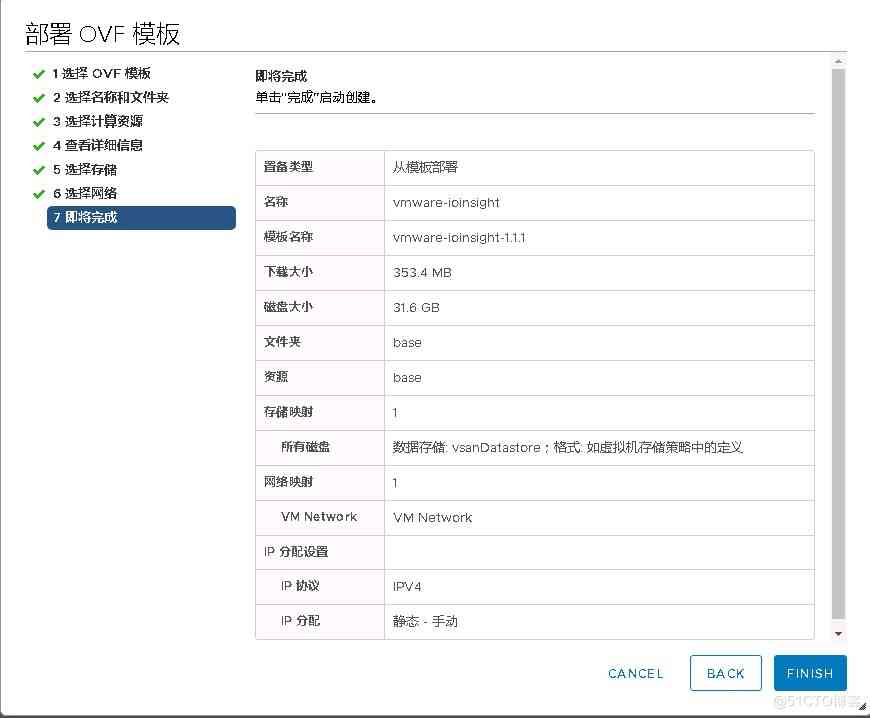 部署 OVF 模板
1 选择 OVF 模板
2 选择名称和文件夹
3 选择计算资源
4 查看详细信息
5 选择存储
6 选择网络
7 即将完成
即将完成
单击“完成”启动创建。
置备类型 从模板部署
名称 vmware-ioinsight
模板名称 vmware-ioinsight-1.1.1
下载大小 353.4 MB
磁盘大小 31.6 GB
文件夹 base
资源 base
存储映射 1
所有磁盘 数据存储: vsanDatastore；格式: 如虚拟机存储策略中的定义
网络映射 1
VM Network VM Network
IP 分配设置
IP 协议 IPV4
IP 分配 静态 - 手动
CANCEL BACK FINISH
@51CTO博客